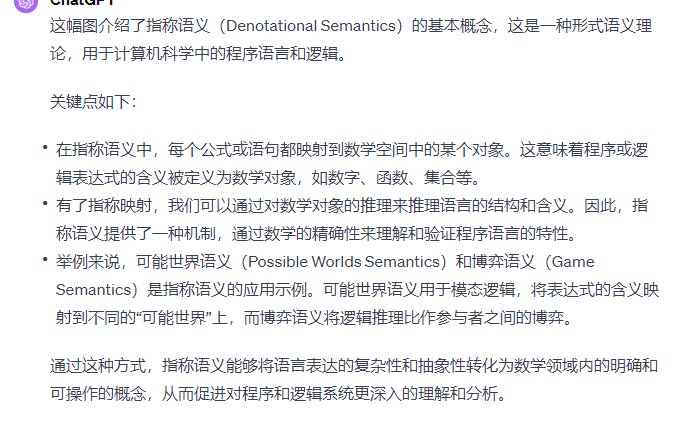 ChatGPT
这幅图介绍了指称语义（Denotational Semantics）的基本概念，这是一种形式语义理
论，用于计算机科学中的程序语言和逻辑。
关键点如下：
• 在指称语义中，每个公式或语句都映射到数学空间中的某个对象。这意味着程序或逻
辑表达式的含义被定义为数学对象，如数字、函数、集合等。
• 有了指称映射，我们可以通过对数学对象的推理来推理语言的结构和含义。因此，指
称语义提供了一种机制，通过数学的精确性来理解和验证程序语言的特性。
• 举例来说，可能世界语义（Possible Worlds Semantics）和博弈语义（Game
Semantics）是指称语义的应用示例。可能世界语义用于模态逻辑，将表达式的含义映
射到不同的“可能世界”上，而博弈语义将逻辑推理比作参与者之间的博弈。
通过这种方式，指称语义能够将语言表达的复杂性和抽象性转化为数学领域内的明确和
可操作的概念，从而促进对程序和逻辑系统更深入的理解和分析。